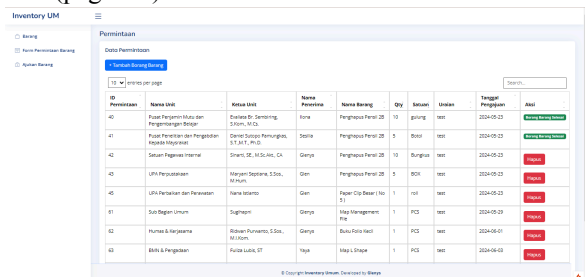 Inventory UM
Barang
Form Permintaan Barang
Ajukan Barang
Permintaan
Data Permintaan
+ Tambah Barang Barang
10 entries per page
Search...
ID Permintaan Nama Unit Ketua Unit Nama Penerima Nama Barang Qty Satuan Uraian Tanggal Pengajuan Aksi
40 Pusat Penjamin Mutu dan Evaliata Br. Sembiring, Ilona Penghapus Pensil 2B 10 gulung test 2024-05-23 Barang Barang Selesai
Pengembangan Belajar S.Kom., M.Cs.
41 Pusat Penelitian dan Pengabdian Daniel Sutopo Pamungkas, Sesilia Penghapus Pensil 2B 5 Botol test 2024-05-23 Barang Barang Selesai
Kepada Masyrakat S.T.,M.T., Ph.D
42 Satuan Pegawas Internal Sinarti, SE., M.Sc.Akt., CA Glenys Penghapus Pensil 2B 10 Bungkus test 2024-05-23 Hapus
43 UPA Perpustakaan Maryani Septiana, S.Sos., Glen Penghapus Pensil 2B 5 BOX test 2024-05-23 Hapus
M.Hum.
45 UPA Perbaikan dan Perawatan Nana Istianto Glen Paper Clip Besar ( No 1 roll test 2024-05-23 Hapus
5 )
61 Sub Bagian Umum Sugihapni Glenys Map Management 1 PCS test 2024-05-29 Hapus
File
62 Humas & Kerjasama Ridwan Purwanto, S.Sos., Glenys Buku Folio Kecil 1 PCS test 2024-06-01 Hapus
M.I.Kom.
63 BMN & Pengadaan Fuliza Lubis, ST Yaya Map L Shape 1 PCS test 2024-06-03 Hapus
© Copyright Inventory Umum. Developed by Glenys